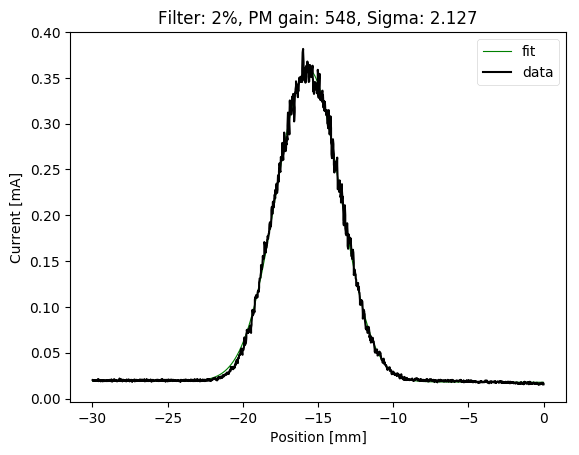 Filter: 2%, PM gain: 548, Sigma: 2.127
fit
data
0.40
0.35
0.30
0.25
0.20
0.15
0.10
0.05
0.00
Current [mA]
−30 −25 −20 −15 −10 −5 0
Position [mm]